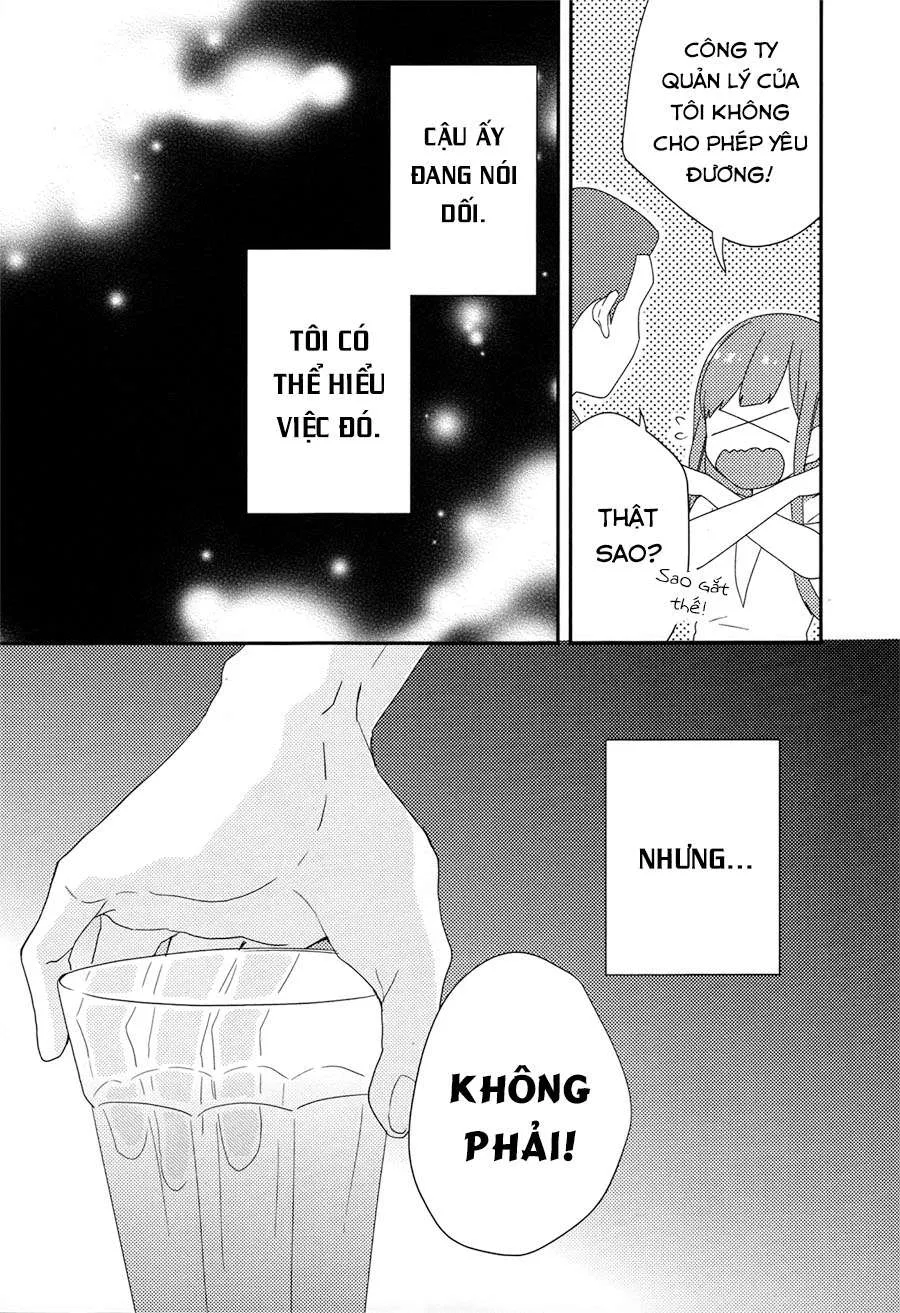 CÔNG TY
QUẢN LÝ CỦA
TÔI KHÔNG
CHO PHÉP YÊU
ĐƯƠNG!
THẬT
SAO?
Sao gắt
thế!
CẬU ẤY
ĐANG NÓI
DỐI.
TÔI CÓ
THỂ HIỂU
VIỆC ĐÓ.
NHƯNG...
KHÔNG
PHẢI!